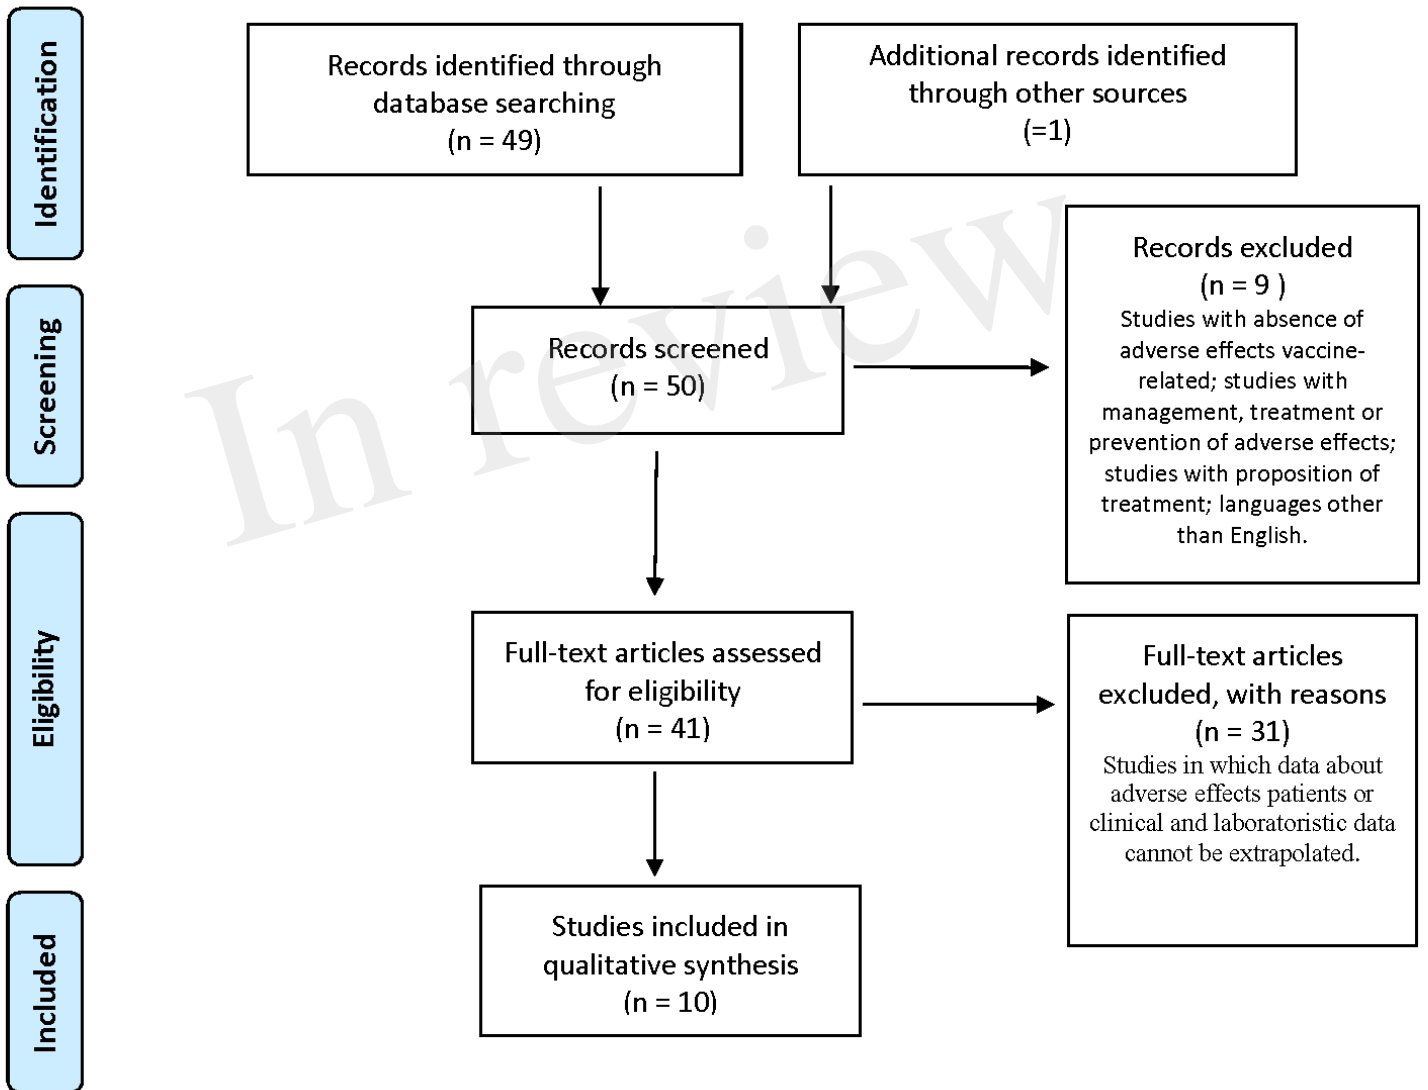 Identification
Records identified through
database searching
(n = 49)
Additional records identified
through other sources
(=1)
Screening
Records screened
(n = 50)
Records excluded
(n = 9 )
Studies with absence of
adverse effects vaccine-
related; studies with
management, treatment or
prevention of adverse effects;
studies with proposition of
treatment; languages other
than English.
In review
Eligibility
Full-text articles assessed
for eligibility
(n = 41)
Full-text articles
excluded, with reasons
(n = 31)
Studies in which data about
adverse effects patients or
clinical and laboratoristic data
cannot be extrapolated.
Included
Studies included in
qualitative synthesis
(n = 10)